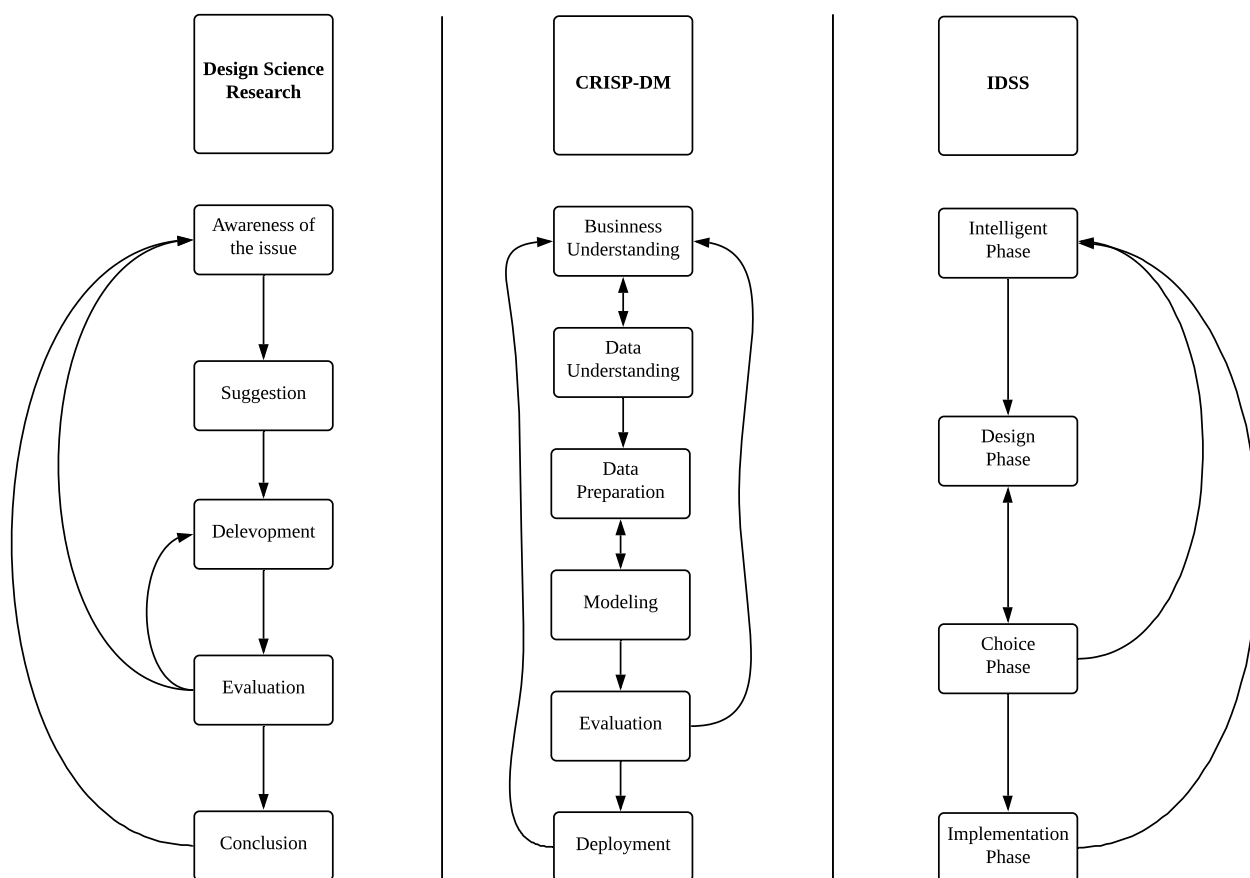 Design Science
Research
Awareness of
the issue
Suggestion
Delevopment
Evaluation
Conclusion
CRISP-DM
Businness
Understanding
Data
Understanding
Data
Preparation
Modeling
Evaluation
Deployment
IDSS
Intelligent
Phase
Design
Phase
Choice
Phase
Implementation
Phase